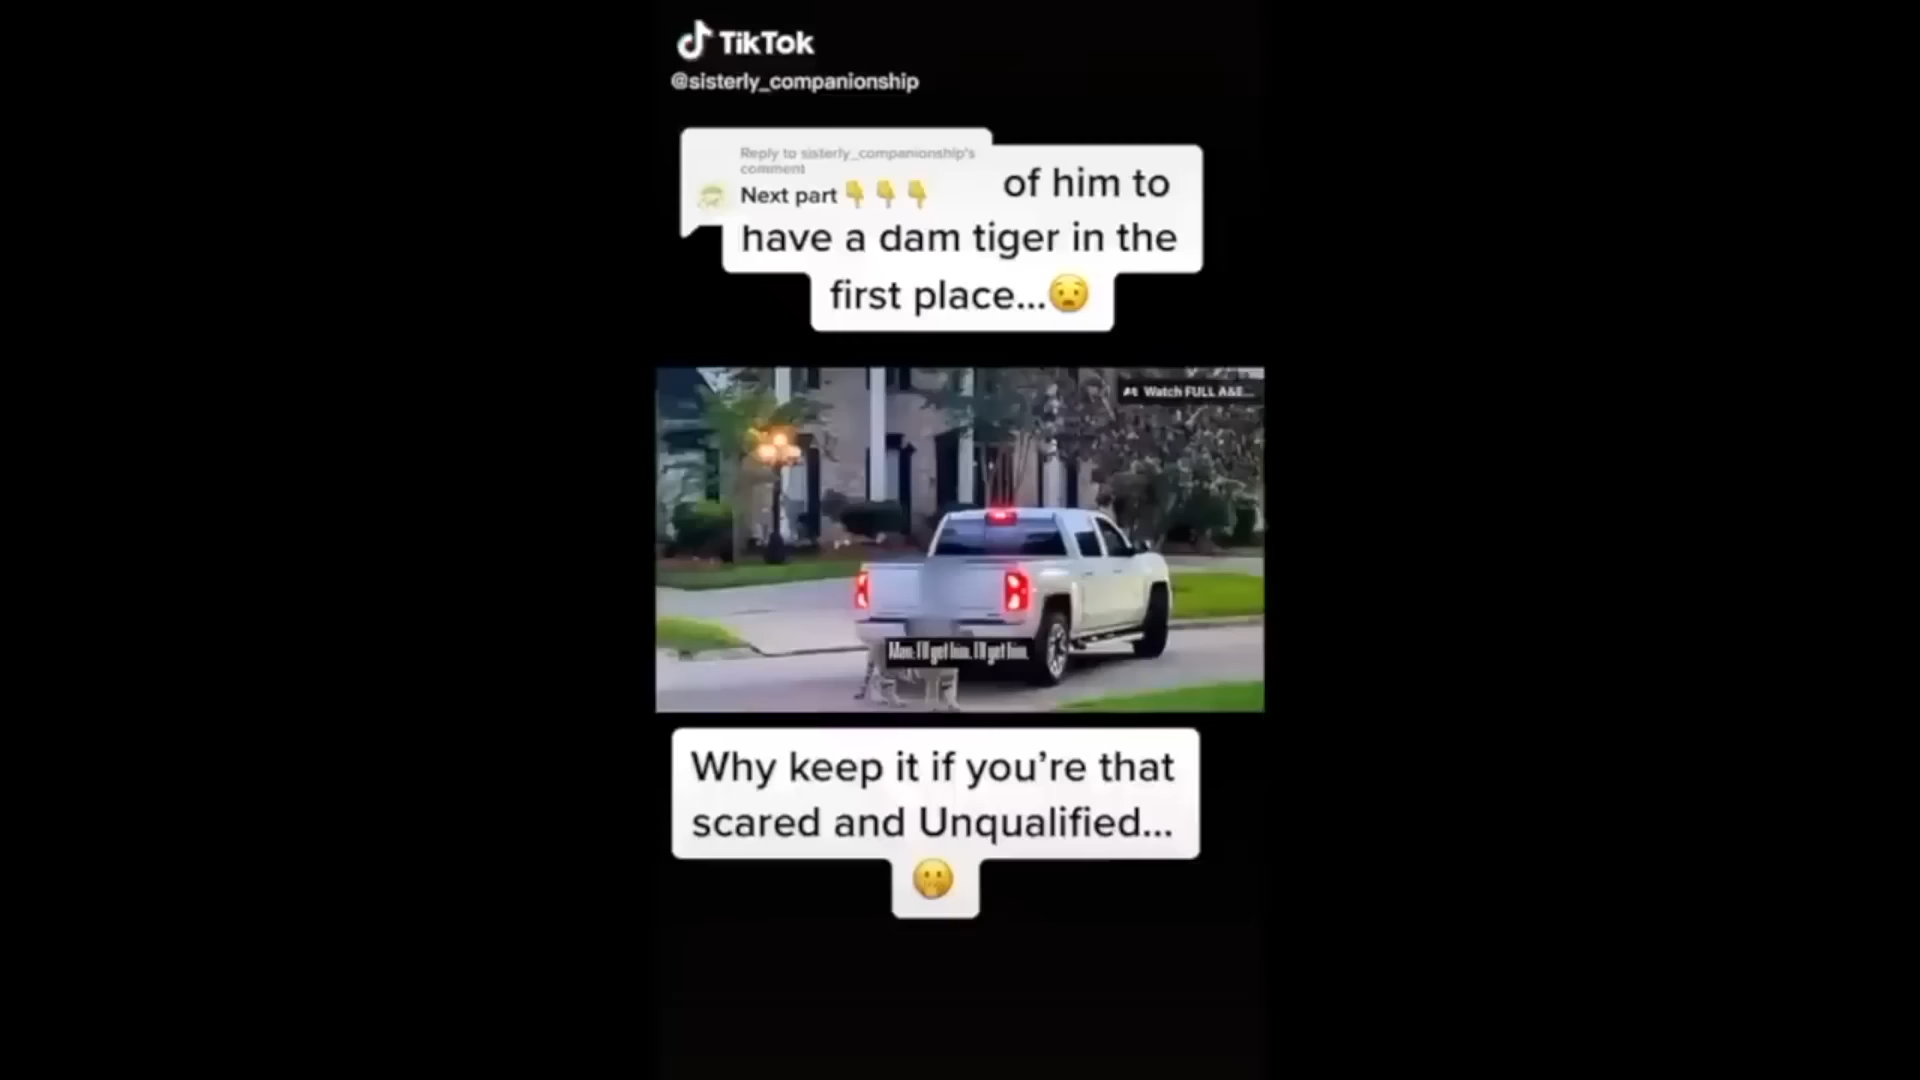 TikTok
@sisterly_companionship
Reply to sisterly_companionship's
comment
Next part👇👇👇
of him to
have a dam tiger in the
first place...😧
Watch FULL A&E...
Man: I'll get him. I'll get him.
Why keep it if you're that
scared and Unqualified...
🫢